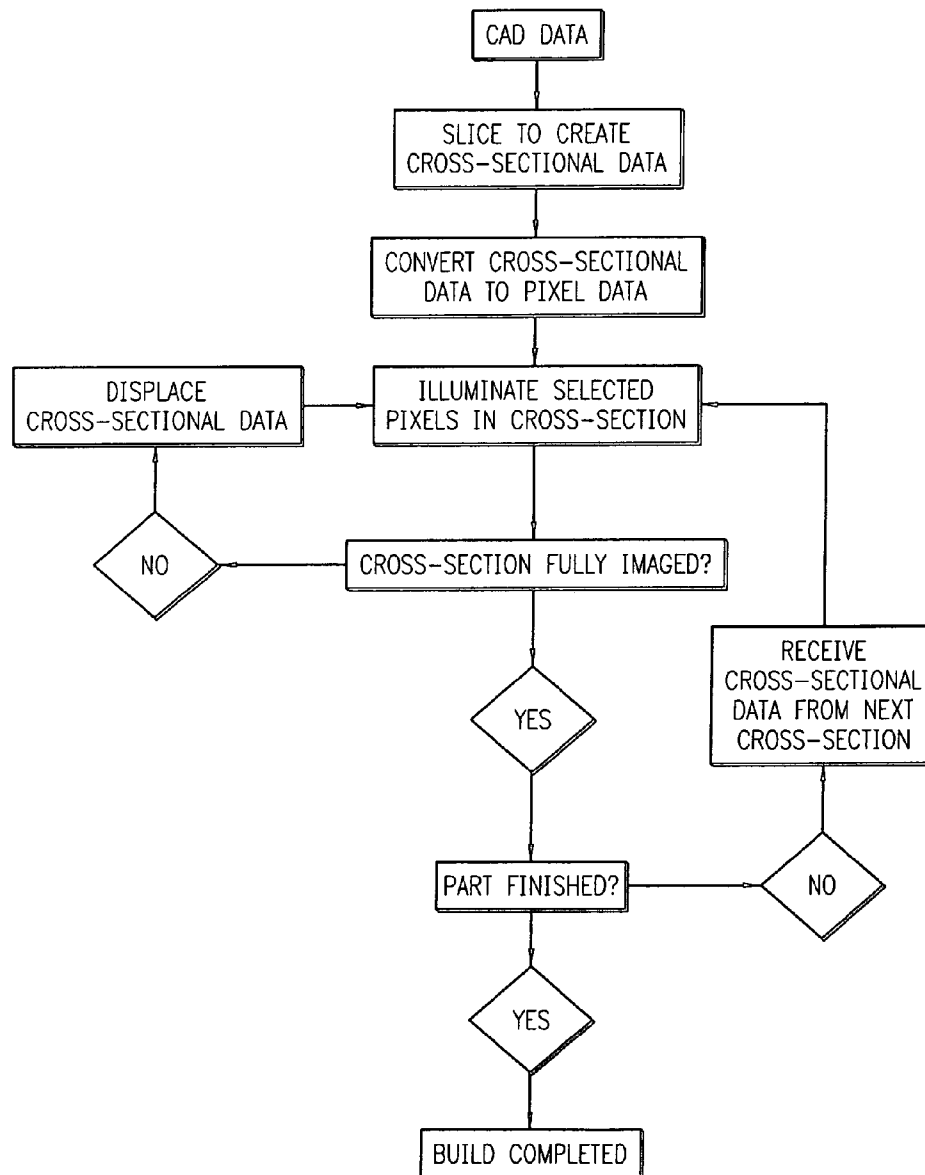 CAD DATA
SLICE TO CREATE
CROSS-SECTIONAL DATA
CONVERT CROSS-SECTIONAL
DATA TO PIXEL DATA
DISPLACE
CROSS-SECTIONAL DATA
ILLUMINATE SELECTED
PIXELS IN CROSS-SECTION
NO
CROSS-SECTION FULLY IMAGED?
YES
RECEIVE
CROSS-SECTIONAL
DATA FROM NEXT
CROSS-SECTION
PART FINISHED?
NO
YES
BUILD COMPLETED